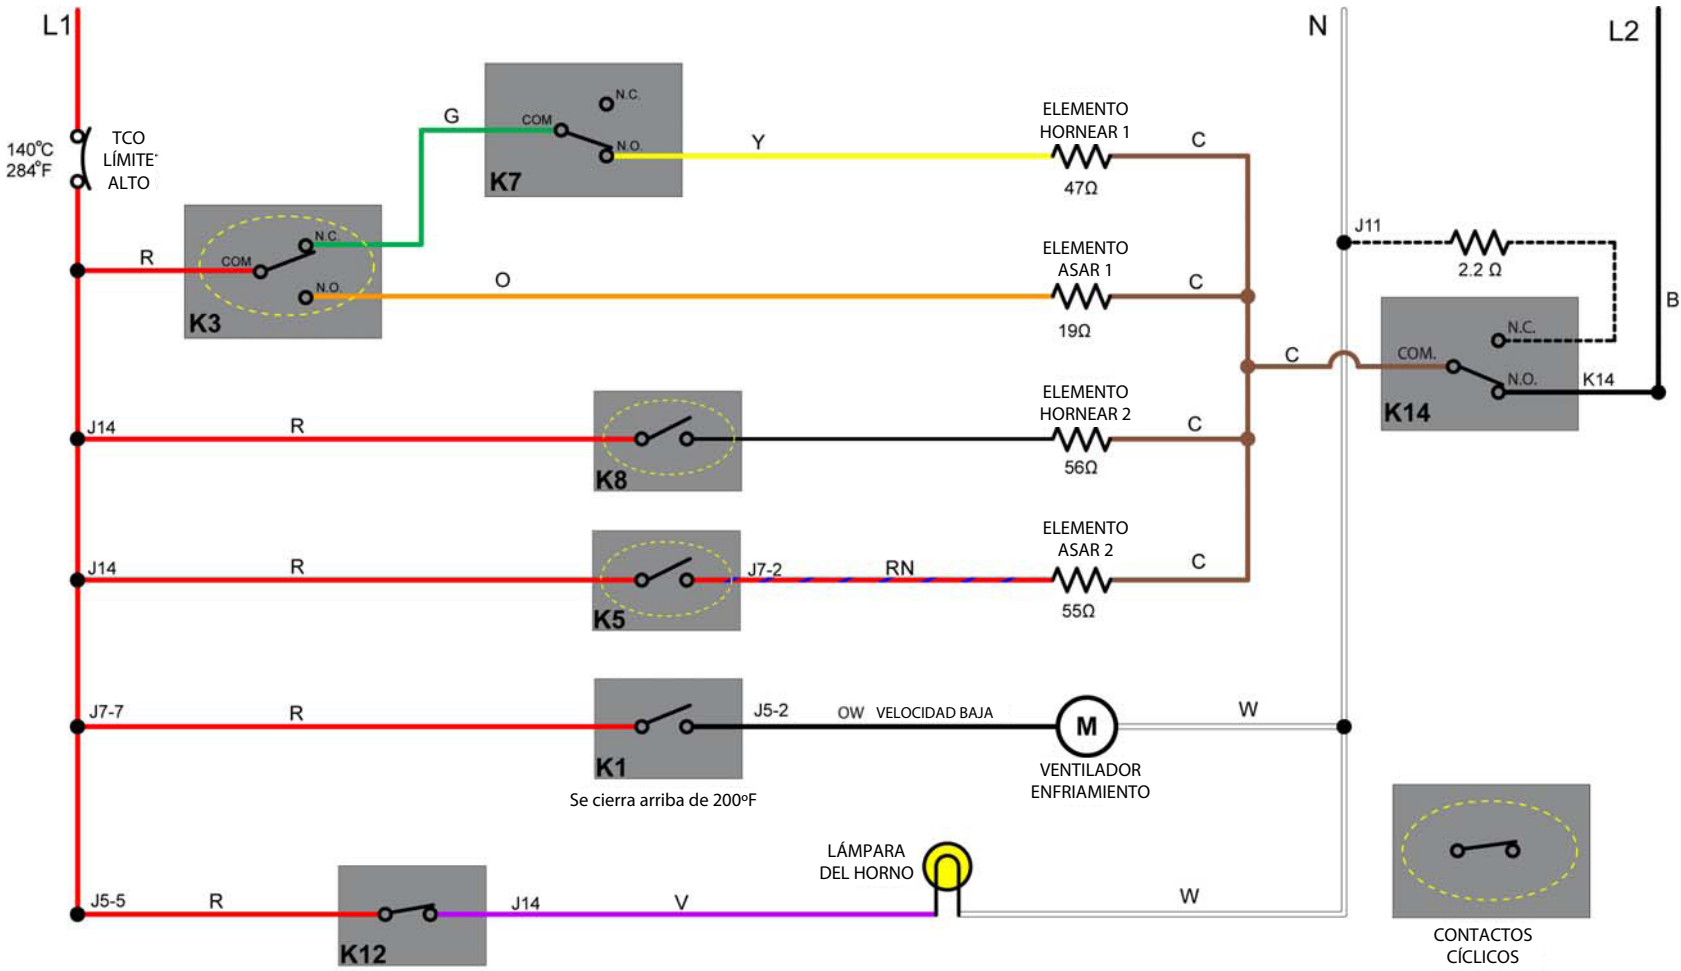 L1
N
L2
140°C
284°F
TCO
LÍMITE
ALTO
G
COM
N.C.
N.O.
K7
Y
ELEMENTO
HORNEAR 1
47Ω
C
J11
2.2 Ω
R
COM
N.C.
N.O.
K3
O
ELEMENTO
ASAR 1
19Ω
C
B
C
COM.
N.C.
N.O.
K14
K14
J14
R
K8
ELEMENTO
HORNEAR 2
56Ω
C
J14
R
K5
J7-2
RN
ELEMENTO
ASAR 2
55Ω
C
J7-7
R
K1
Se cierra arriba de 200ºF
J5-2
OW
VELOCIDAD BAJA
M
VENTILADOR
ENFRIAMIENTO
W
J5-5
R
K12
J14
V
LÁMPARA
DEL HORNO
W
CONTACTOS
CÍCLICOS